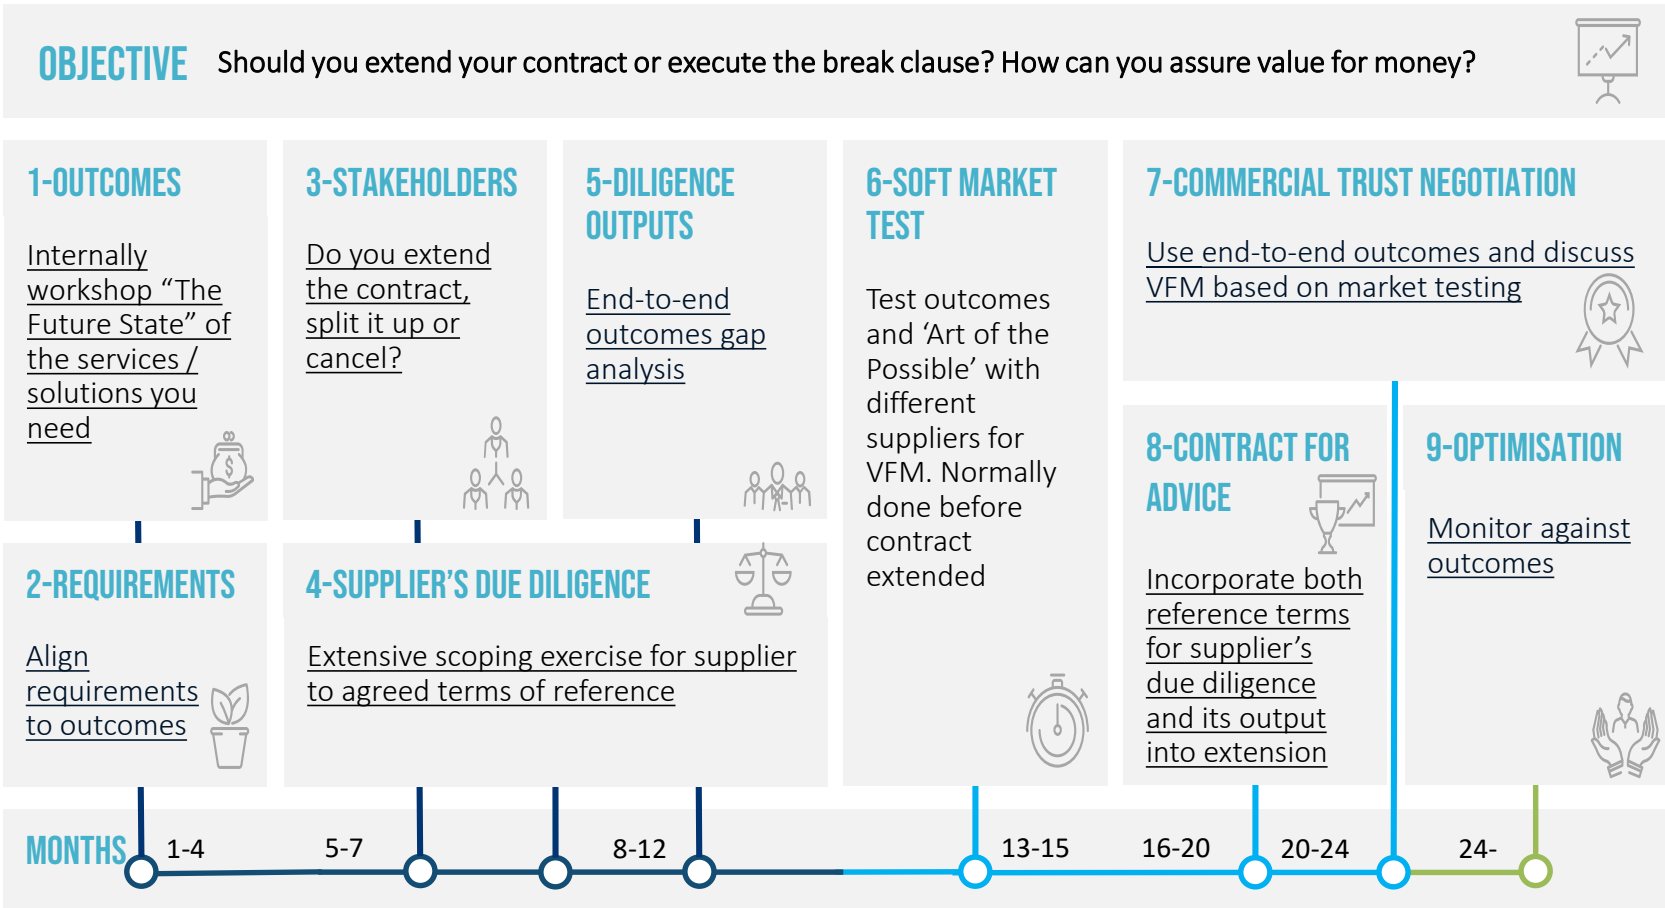 OBJECTIVE Should you extend your contract or execute the break clause? How can you assure value for money?
1-OUTCOMES
Internally
workshop “The
Future State” of
the services /
solutions you
need
2-REQUIREMENTS
Align
requirements
to outcomes
3-STAKEHOLDERS
Do you extend
the contract,
split it up or
cancel?
4-SUPPLIER’S DUE DILIGENCE
Extensive scoping exercise for supplier
to agreed terms of reference
5-DILIGENCE
OUTPUTS
End-to-end
outcomes gap
analysis
6-SOFT MARKET
TEST
Test outcomes
and ‘Art of the
Possible’ with
different
suppliers for
VFM. Normally
done before
contract
extended
7-COMMERCIAL TRUST NEGOTIATION
Use end-to-end outcomes and discuss
VFM based on market testing
8-CONTRACT FOR
ADVICE
Incorporate both
reference terms
for supplier’s
due diligence
and its output
into extension
9-OPTIMISATION
Monitor against
outcomes
MONTHS 1-4 5-7 8-12 13-15 16-20 20-24 24-
$